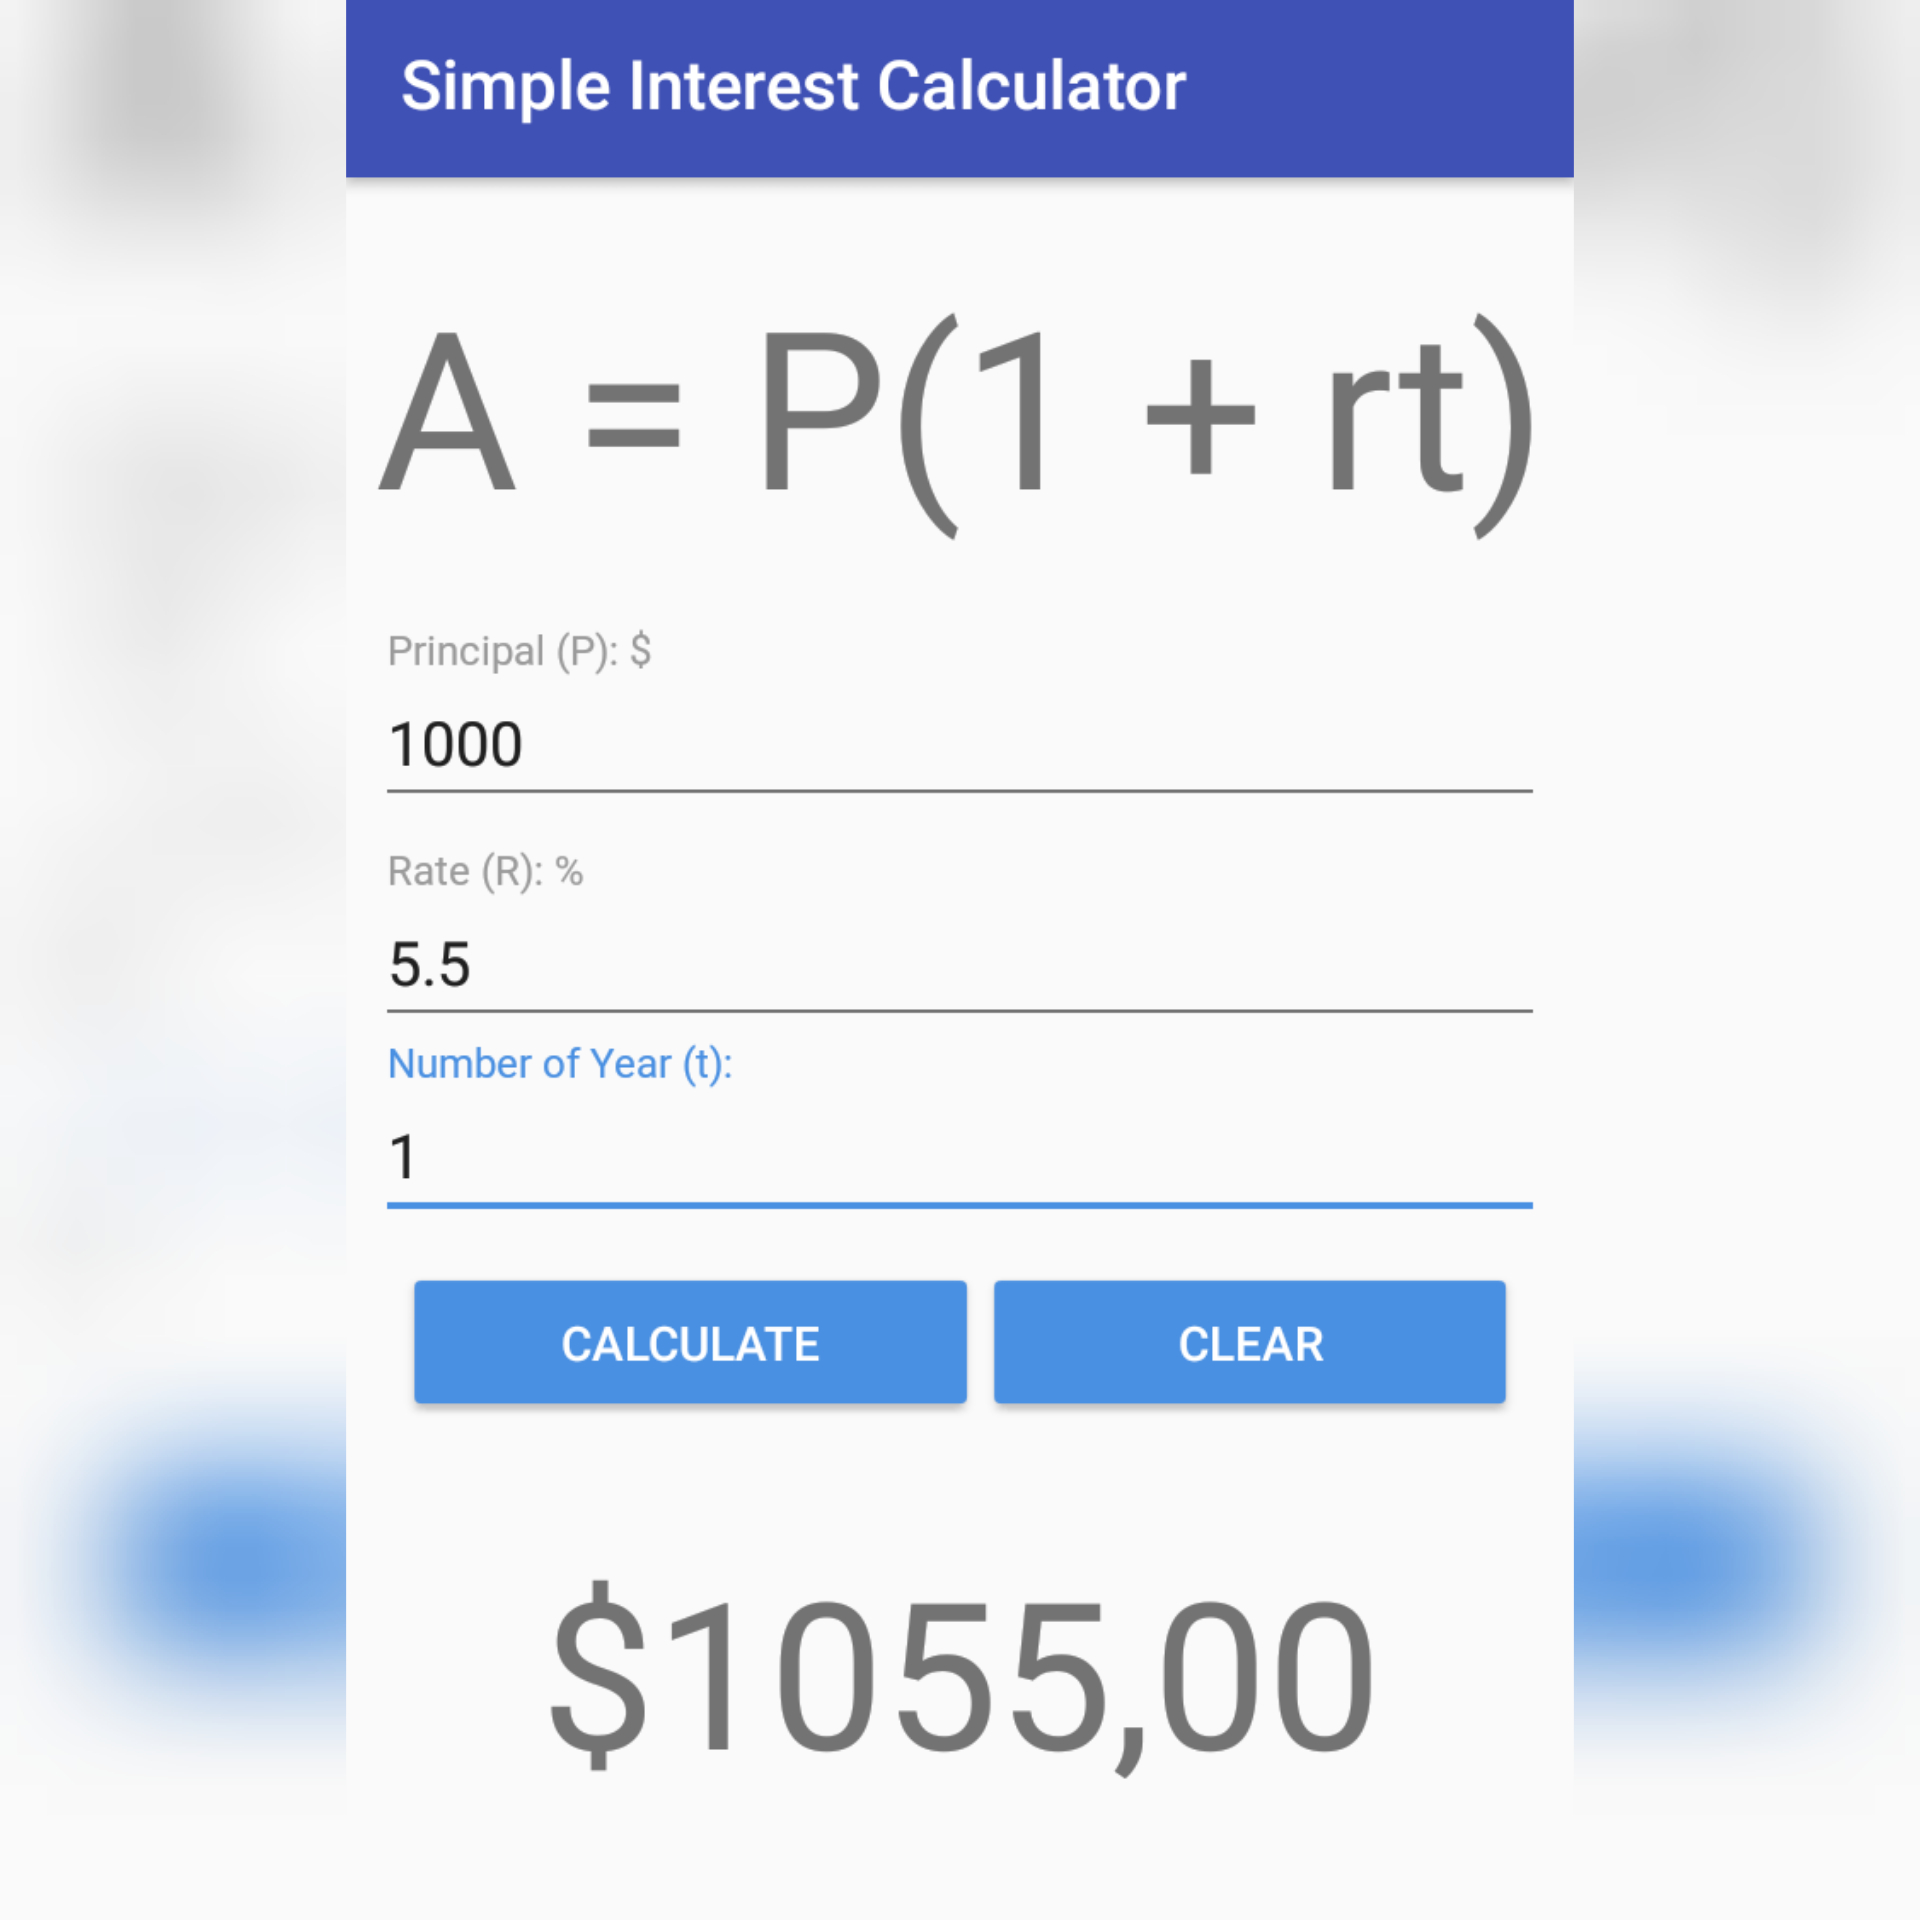 Simple Interest Calculator
A = P(1 + rt)
Principal (P): $
1000
Rate (R): %
5.5
Number of Year (t):
1
CALCULATE CLEAR
$1055,00